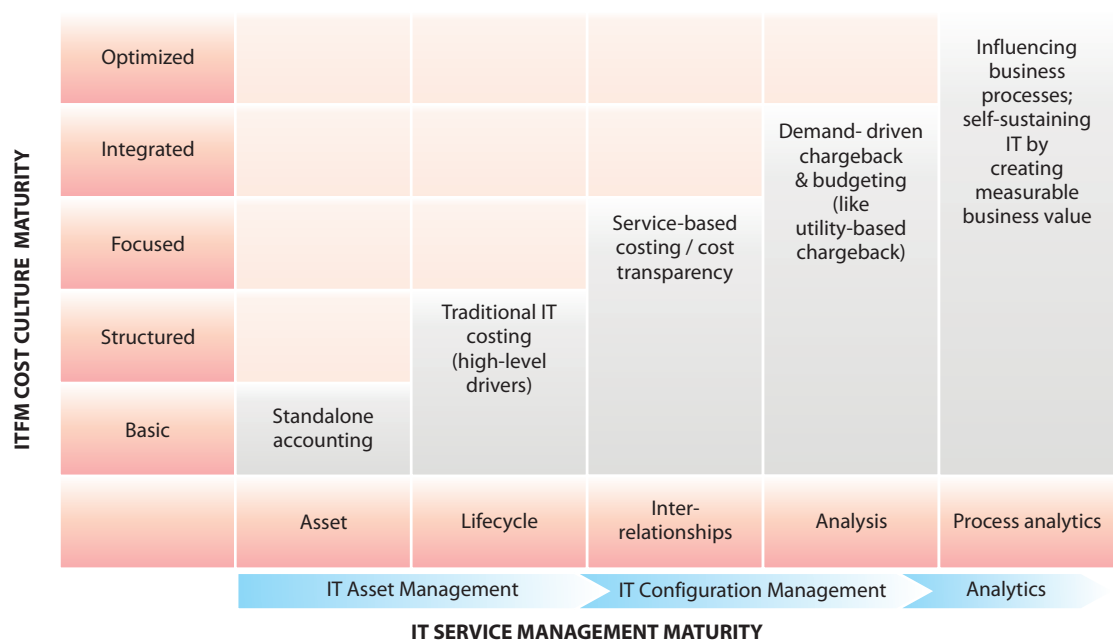 ITFM COST CULTURE MATURITY
Optimized
Influencing
business
processes;
self-sustaining
IT by
creating
measurable
business value
Integrated
Demand- driven
chargeback
& budgeting
(like
utility-based
chargeback)
Focused
Service-based
costing / cost
transparency
Structured
Traditional IT
costing
(high-level
drivers)
Basic
Standalone
accounting
Asset
Lifecycle
Inter-
relationships
Analysis
Process analytics
IT Asset Management
IT Configuration Management
Analytics
IT SERVICE MANAGEMENT MATURITY